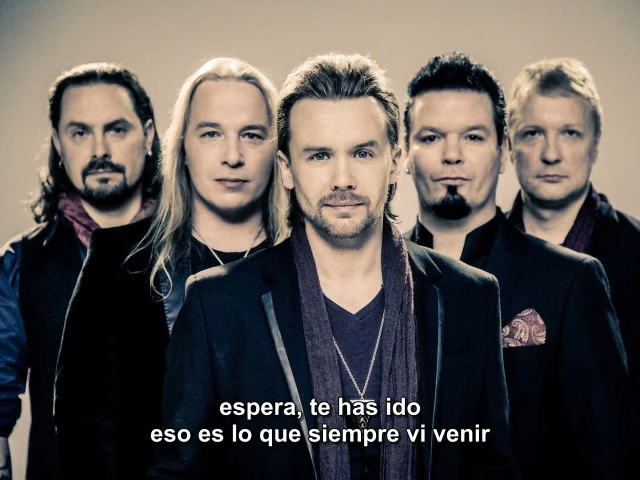 espera, te has ido
eso es lo que siempre vi venir